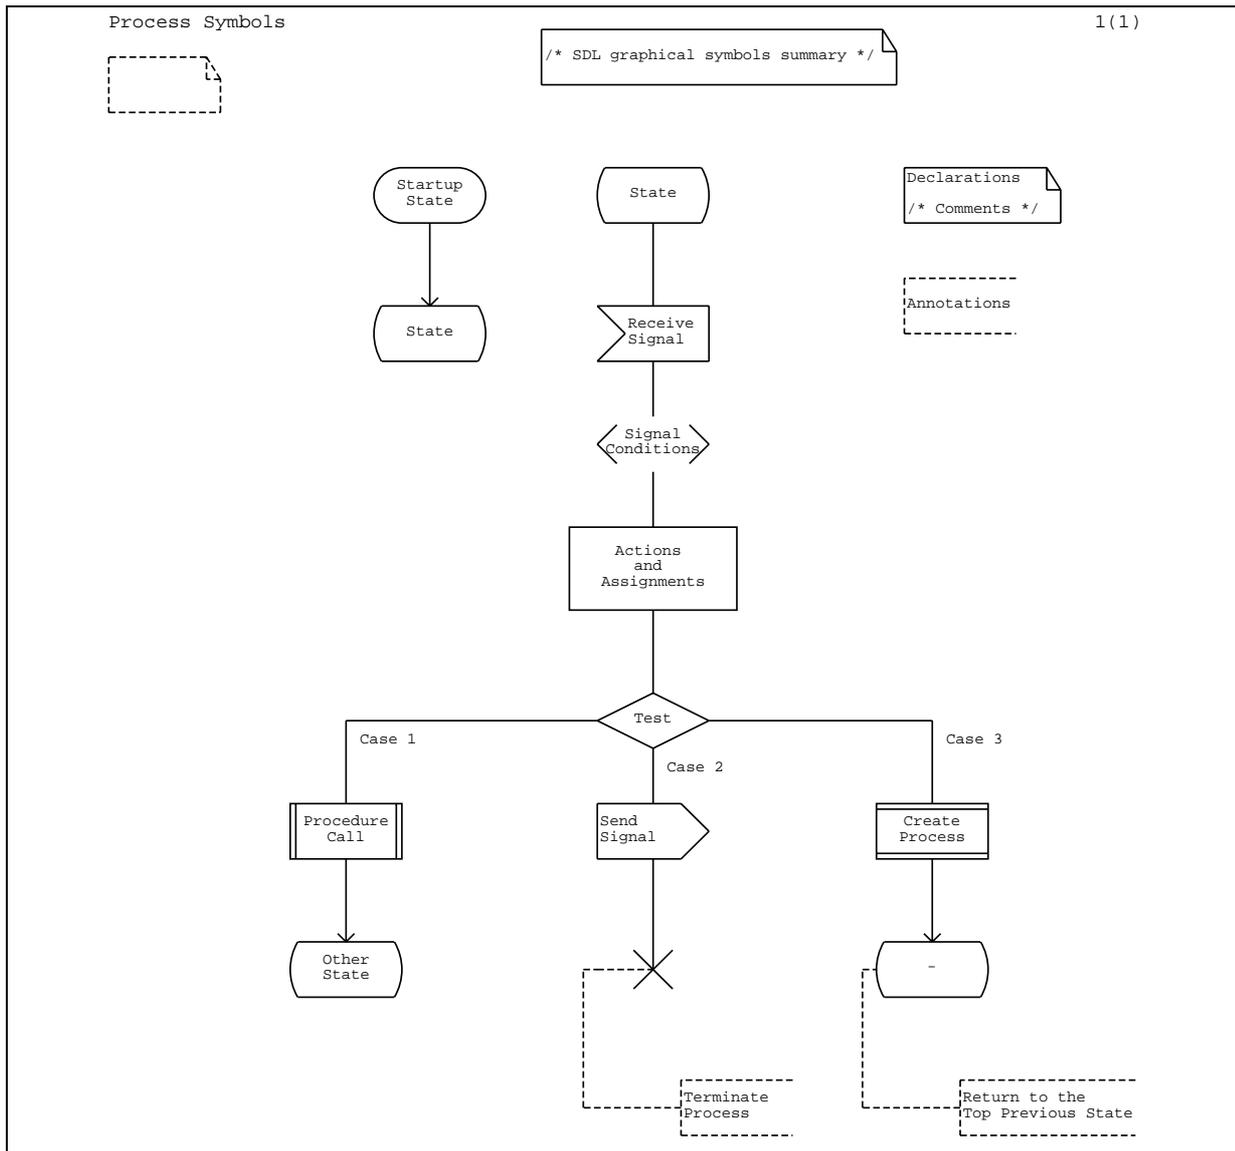 Process Symbols
1(1)
/* SDL graphical symbols summary */
Startup
State
State
Declarations
/* Comments */
State
Receive
Signal
Annotations
Signal
Conditions
Actions
and
Assignments
Test
Case 1
Case 2
Case 3
Procedure
Call
Send
Signal
Create
Process
Other
State
-
Terminate
Process
Return to the
Top Previous State